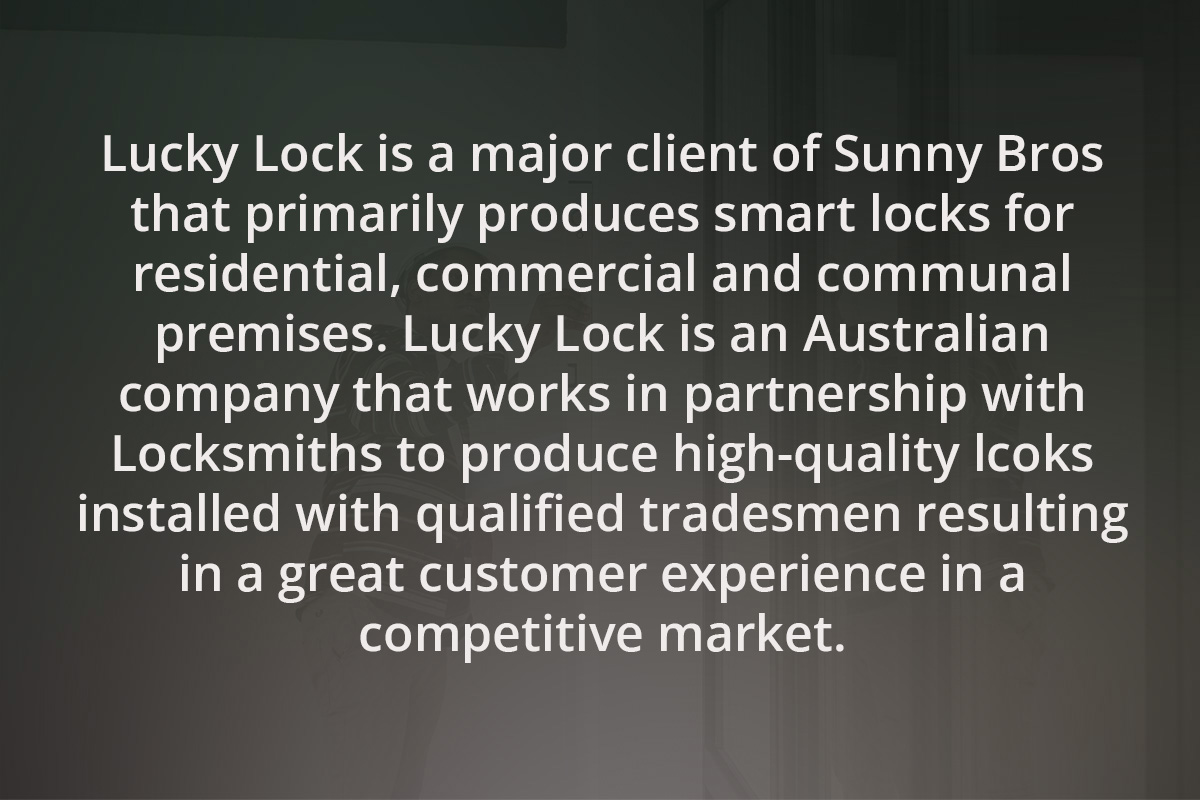 Lucky Lock is a major client of Sunny Bros
that primarily produces smart locks for
residential, commercial and communal
premises. Lucky Lock is an Australian
company that works in partnership with
Locksmiths to produce high-quality lcoks
installed with qualified tradesmen resulting
in a great customer experience in a
competitive market.